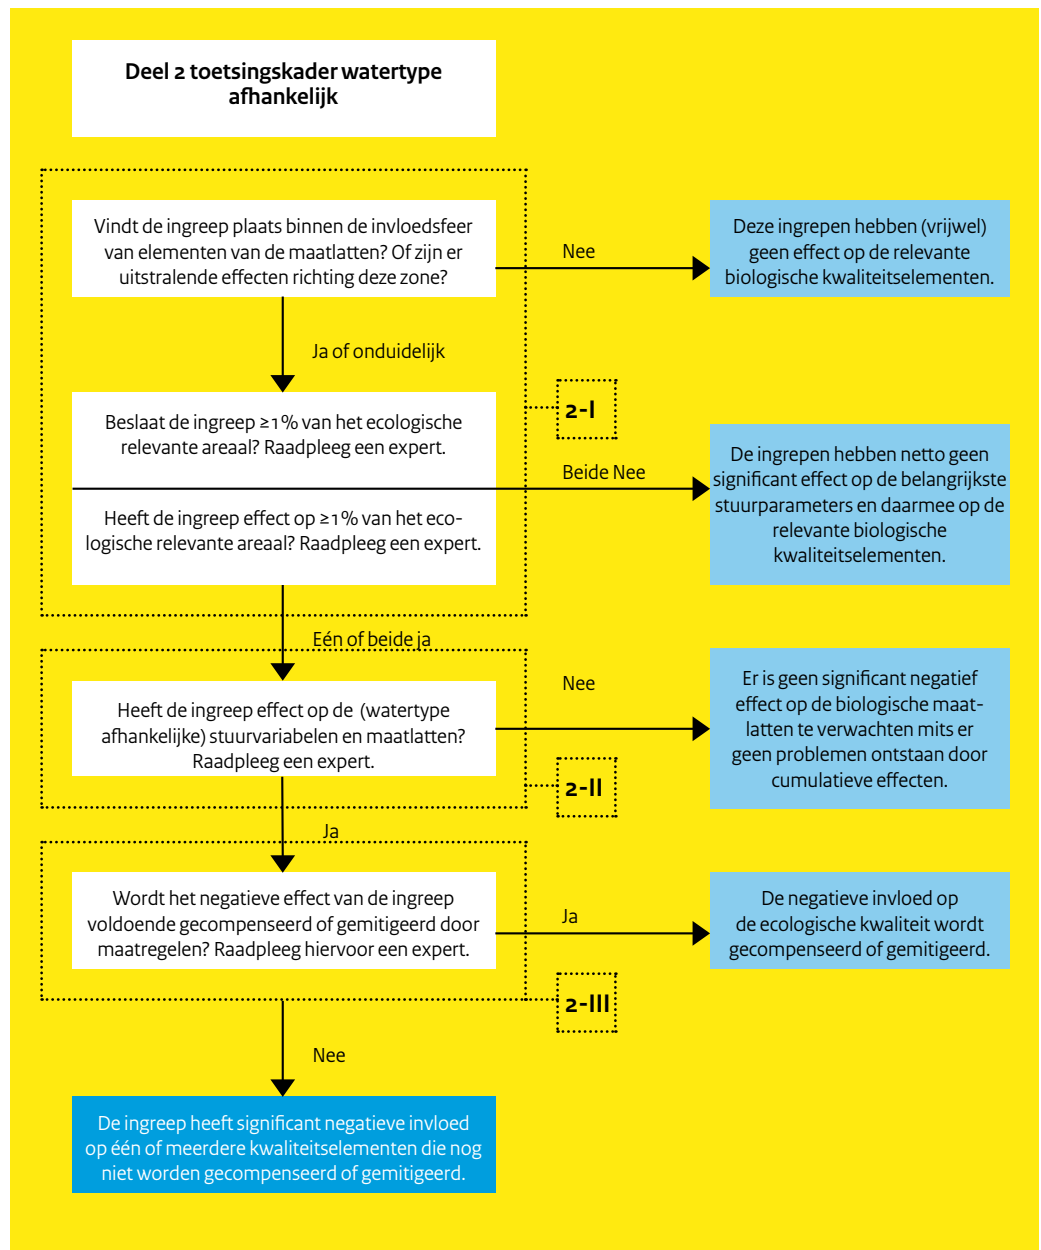 Deel 2 toetsingskader watertype
afhankelijk
Vindt de ingreep plaats binnen de invloedsfeer
van elementen van de maatlatten? Of zijn er
uitstralende effecten richting deze zone?
Nee
Deze ingrepen hebben (vrijwel)
geen effect op de relevante
biologische kwaliteitselementen.
Ja of onduidelijk
Beslaat de ingreep ≥1% van het ecologische
relevante areaal? Raadpleeg een expert.
2-I
Beide Nee
Heeft de ingreep effect op ≥1% van het eco-
logische relevante areaal? Raadpleeg een expert.
De ingrepen hebben netto geen
significant effect op de belangrijkste
stuurparameters en daarmee op de
relevante biologische
kwaliteitselementen.
Eén of beide ja
Heeft de ingreep effect op de (watertype
afhankelijke) stuurvariabelen en maatlatten?
Raadpleeg een expert.
Nee
Er is geen significant negatief
effect op de biologische maat-
latten te verwachten mits er
geen problemen ontstaan door
cumulatieve effecten.
2-II
Ja
Wordt het negatieve effect van de ingreep
voldoende gecompenseerd of gemitigeerd door
maatregelen? Raadpleeg hiervoor een expert.
Ja
De negatieve invloed op
de ecologische kwaliteit wordt
gecompenseerd of gemitigeerd.
2-III
Nee
De ingreep heeft significant negatieve invloed
op één of meerdere kwaliteitselementen die nog
niet worden gecompenseerd of gemitigeerd.